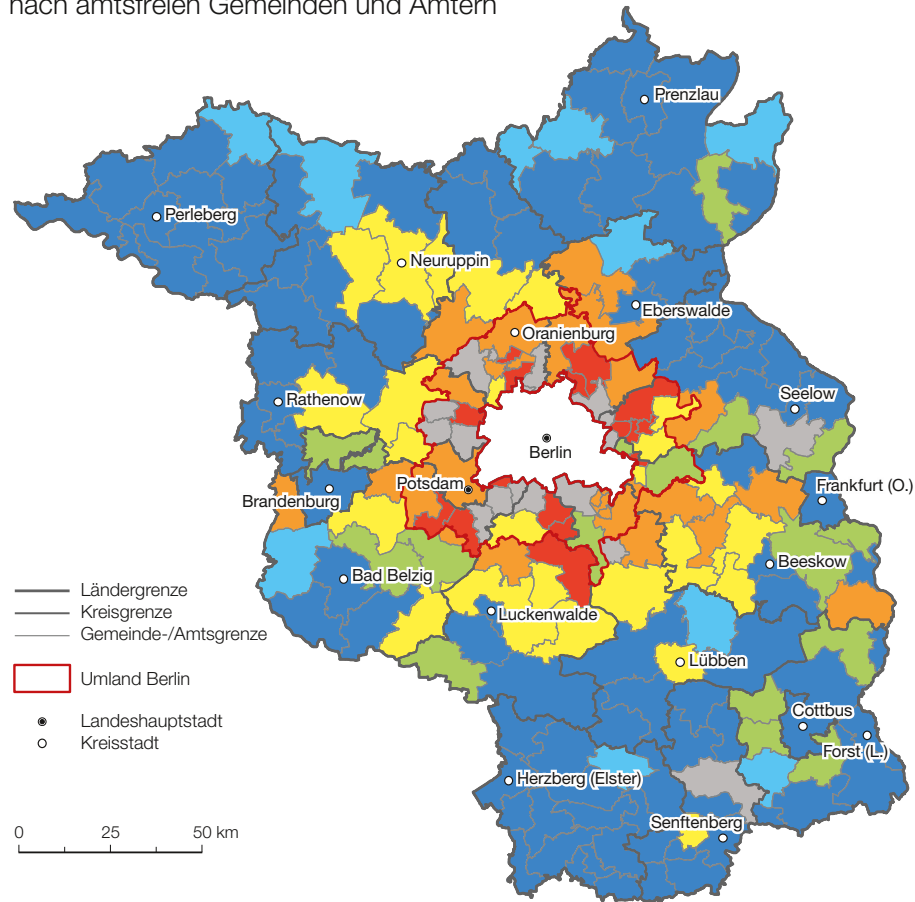 nach amtsfreien Gemeinden und Ämtern
Prenzlau
Perleberg
Neuruppin
Eberswalde
Oranienburg
Rathenow
Seelow
Berlin
Potsdam
Brandenburg
Frankfurt (O.)
Beeskow
Bad Belzig
Ländergrenze
Kreisgrenze
Luckenwalde
Gemeinde-/Amtsgrenze
Lübben
Umland Berlin
Landeshauptstadt
Kreisstadt
Cottbus
Forst (L.)
Herzberg (Elster)
Senftenberg
0 25 50 km